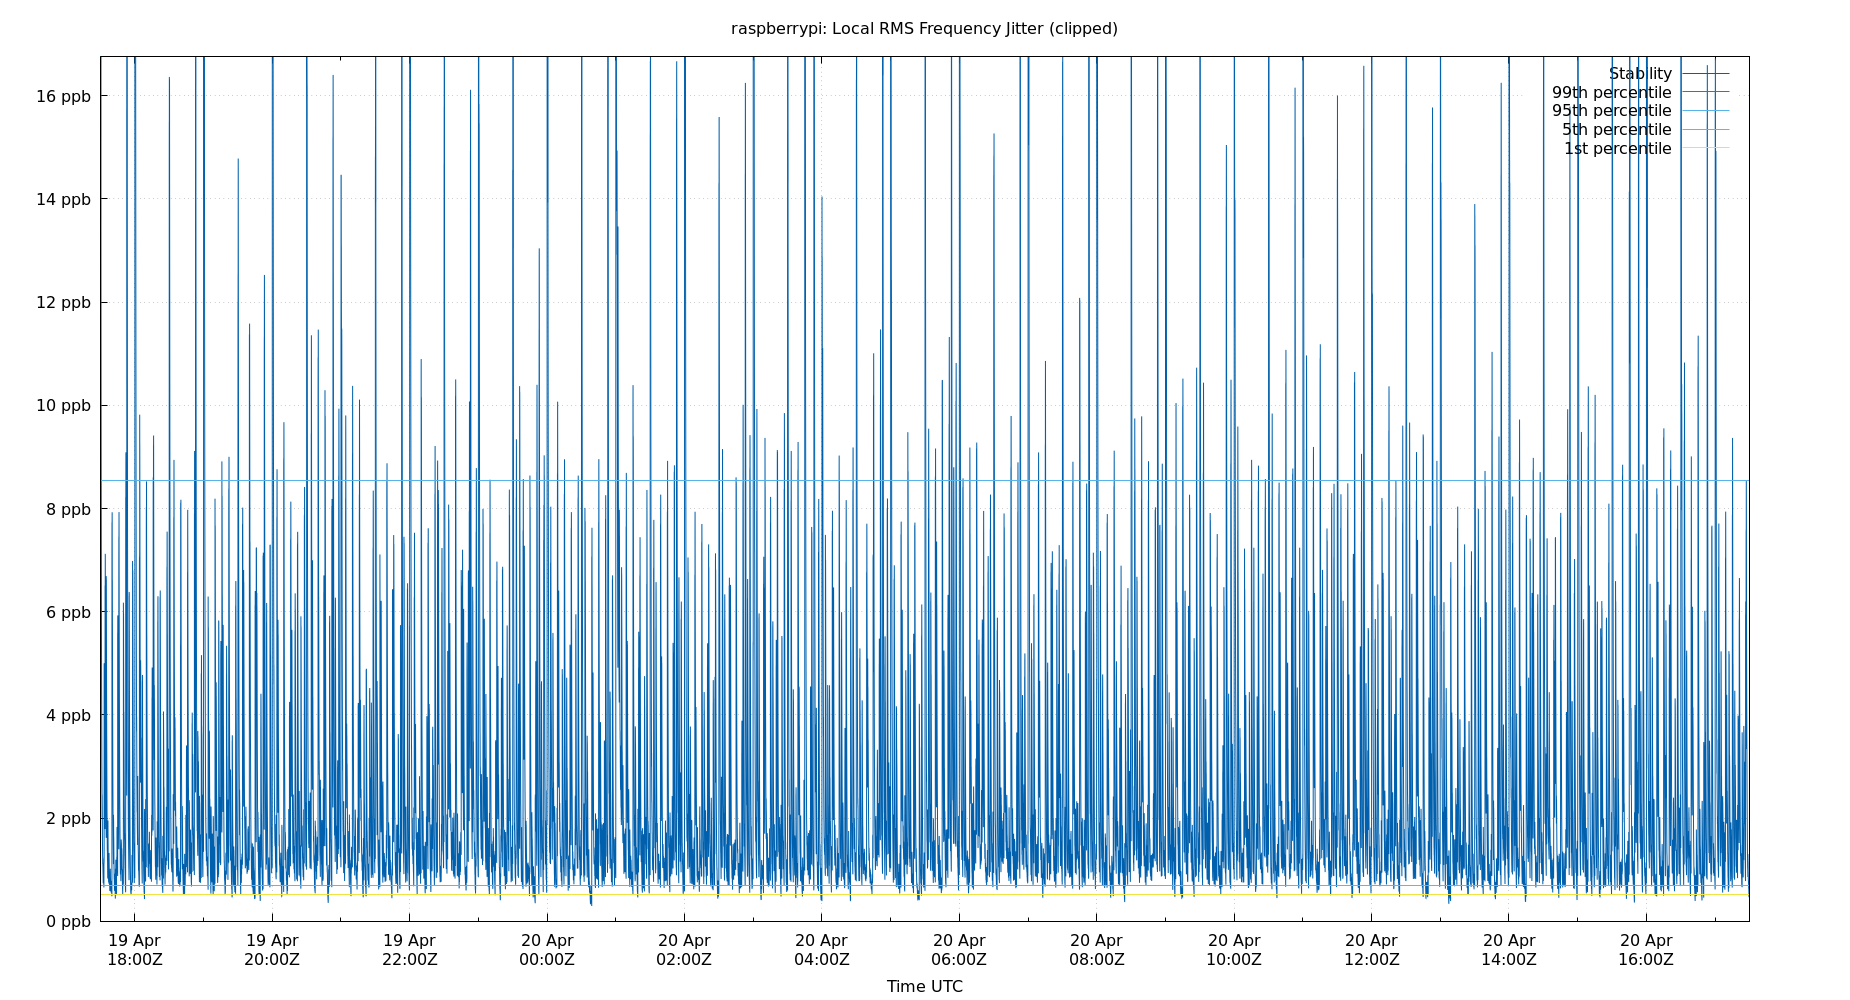 raspberrypi: Local RMS Frequency Jitter (clipped)
Stability
99th percentile
95th percentile
5th percentile
1st percentile
16 ppb
14 ppb
12 ppb
10 ppb
8 ppb
6 ppb
4 ppb
2 ppb
0 ppb
19 Apr 19 Apr 19 Apr 20 Apr 20 Apr 20 Apr 20 Apr 20 Apr 20 Apr 20 Apr 20 Apr 20 Apr
18:00Z 20:00Z 22:00Z 00:00Z 02:00Z 04:00Z 06:00Z 08:00Z 10:00Z 12:00Z 14:00Z 16:00Z
Time UTC